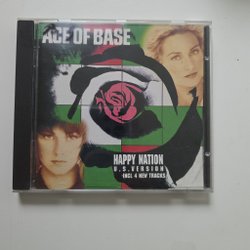 ACE OF BASE
HAPPY NATION
U.S. VERSION
INCL 4 NEW TRACKS